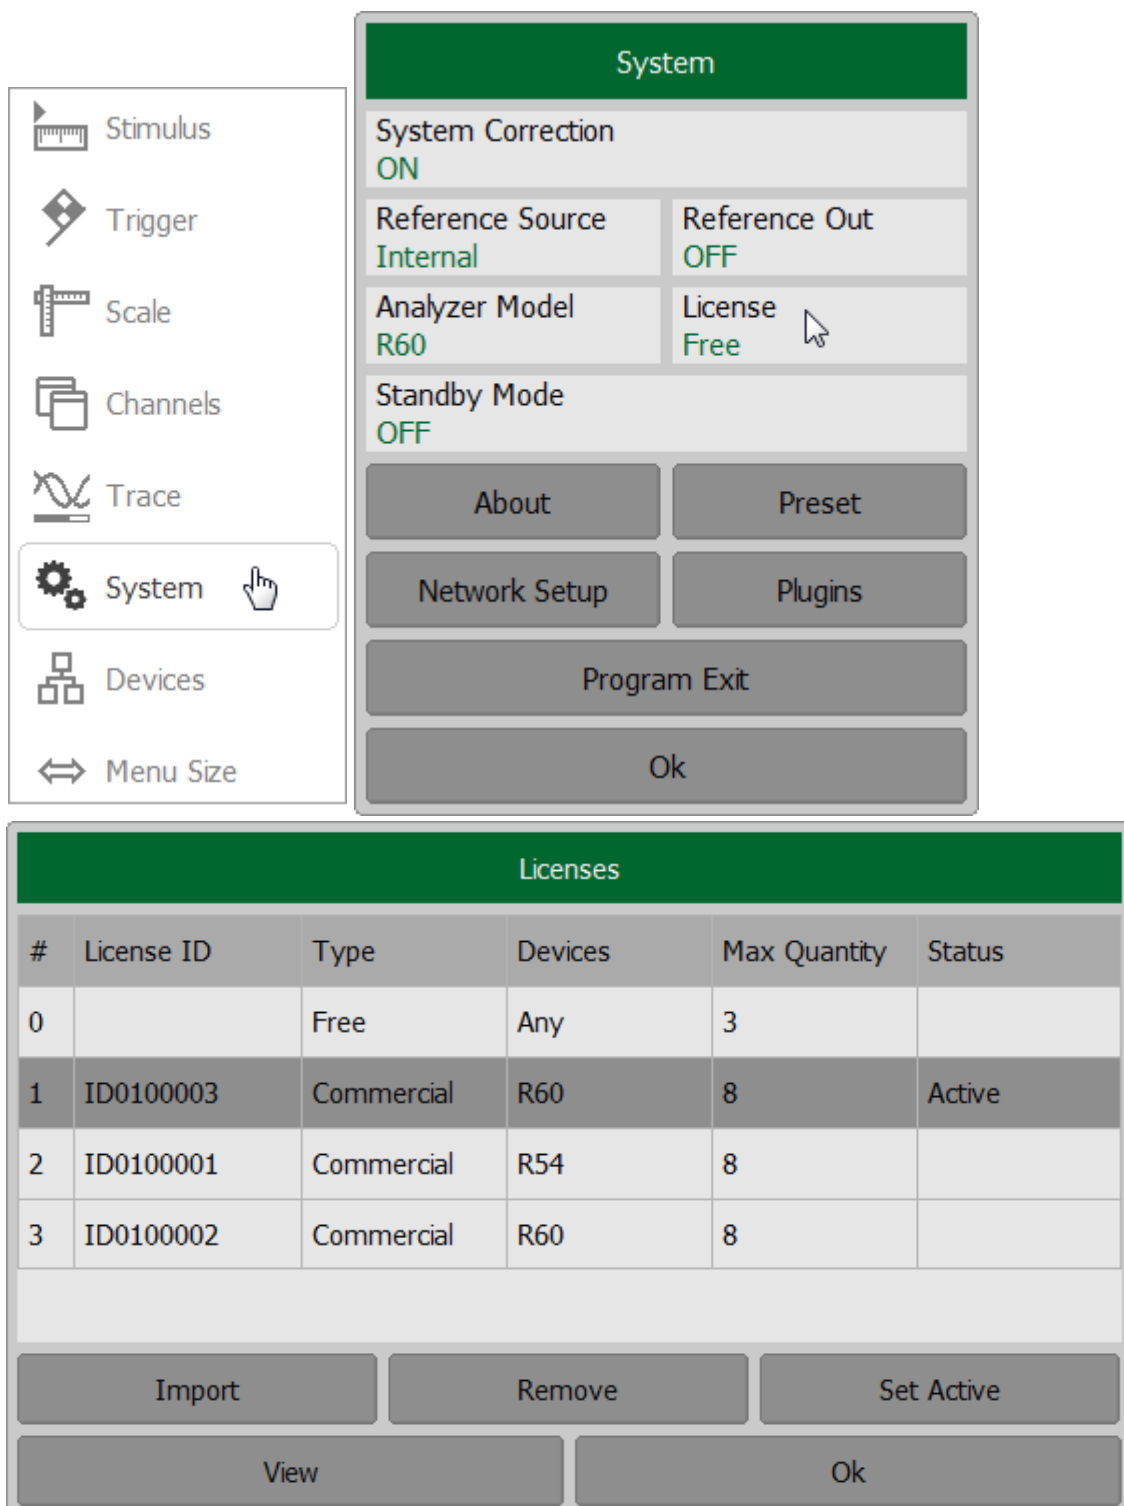 Stimulus
Trigger
Scale
Channels
Trace
System
Devices
Menu Size
System
System Correction
ON
Reference Source
Internal
Reference Out
OFF
Analyzer Model
R60
License
Free
Standby Mode
OFF
About
Preset
Network Setup
Plugins
Program Exit
Ok
Licenses
# License ID Type Devices Max Quantity Status
0 Free Any 3
1 ID0100003 Commercial R60 8 Active
2 ID0100001 Commercial R54 8
3 ID0100002 Commercial R60 8
Import Remove Set Active
View Ok